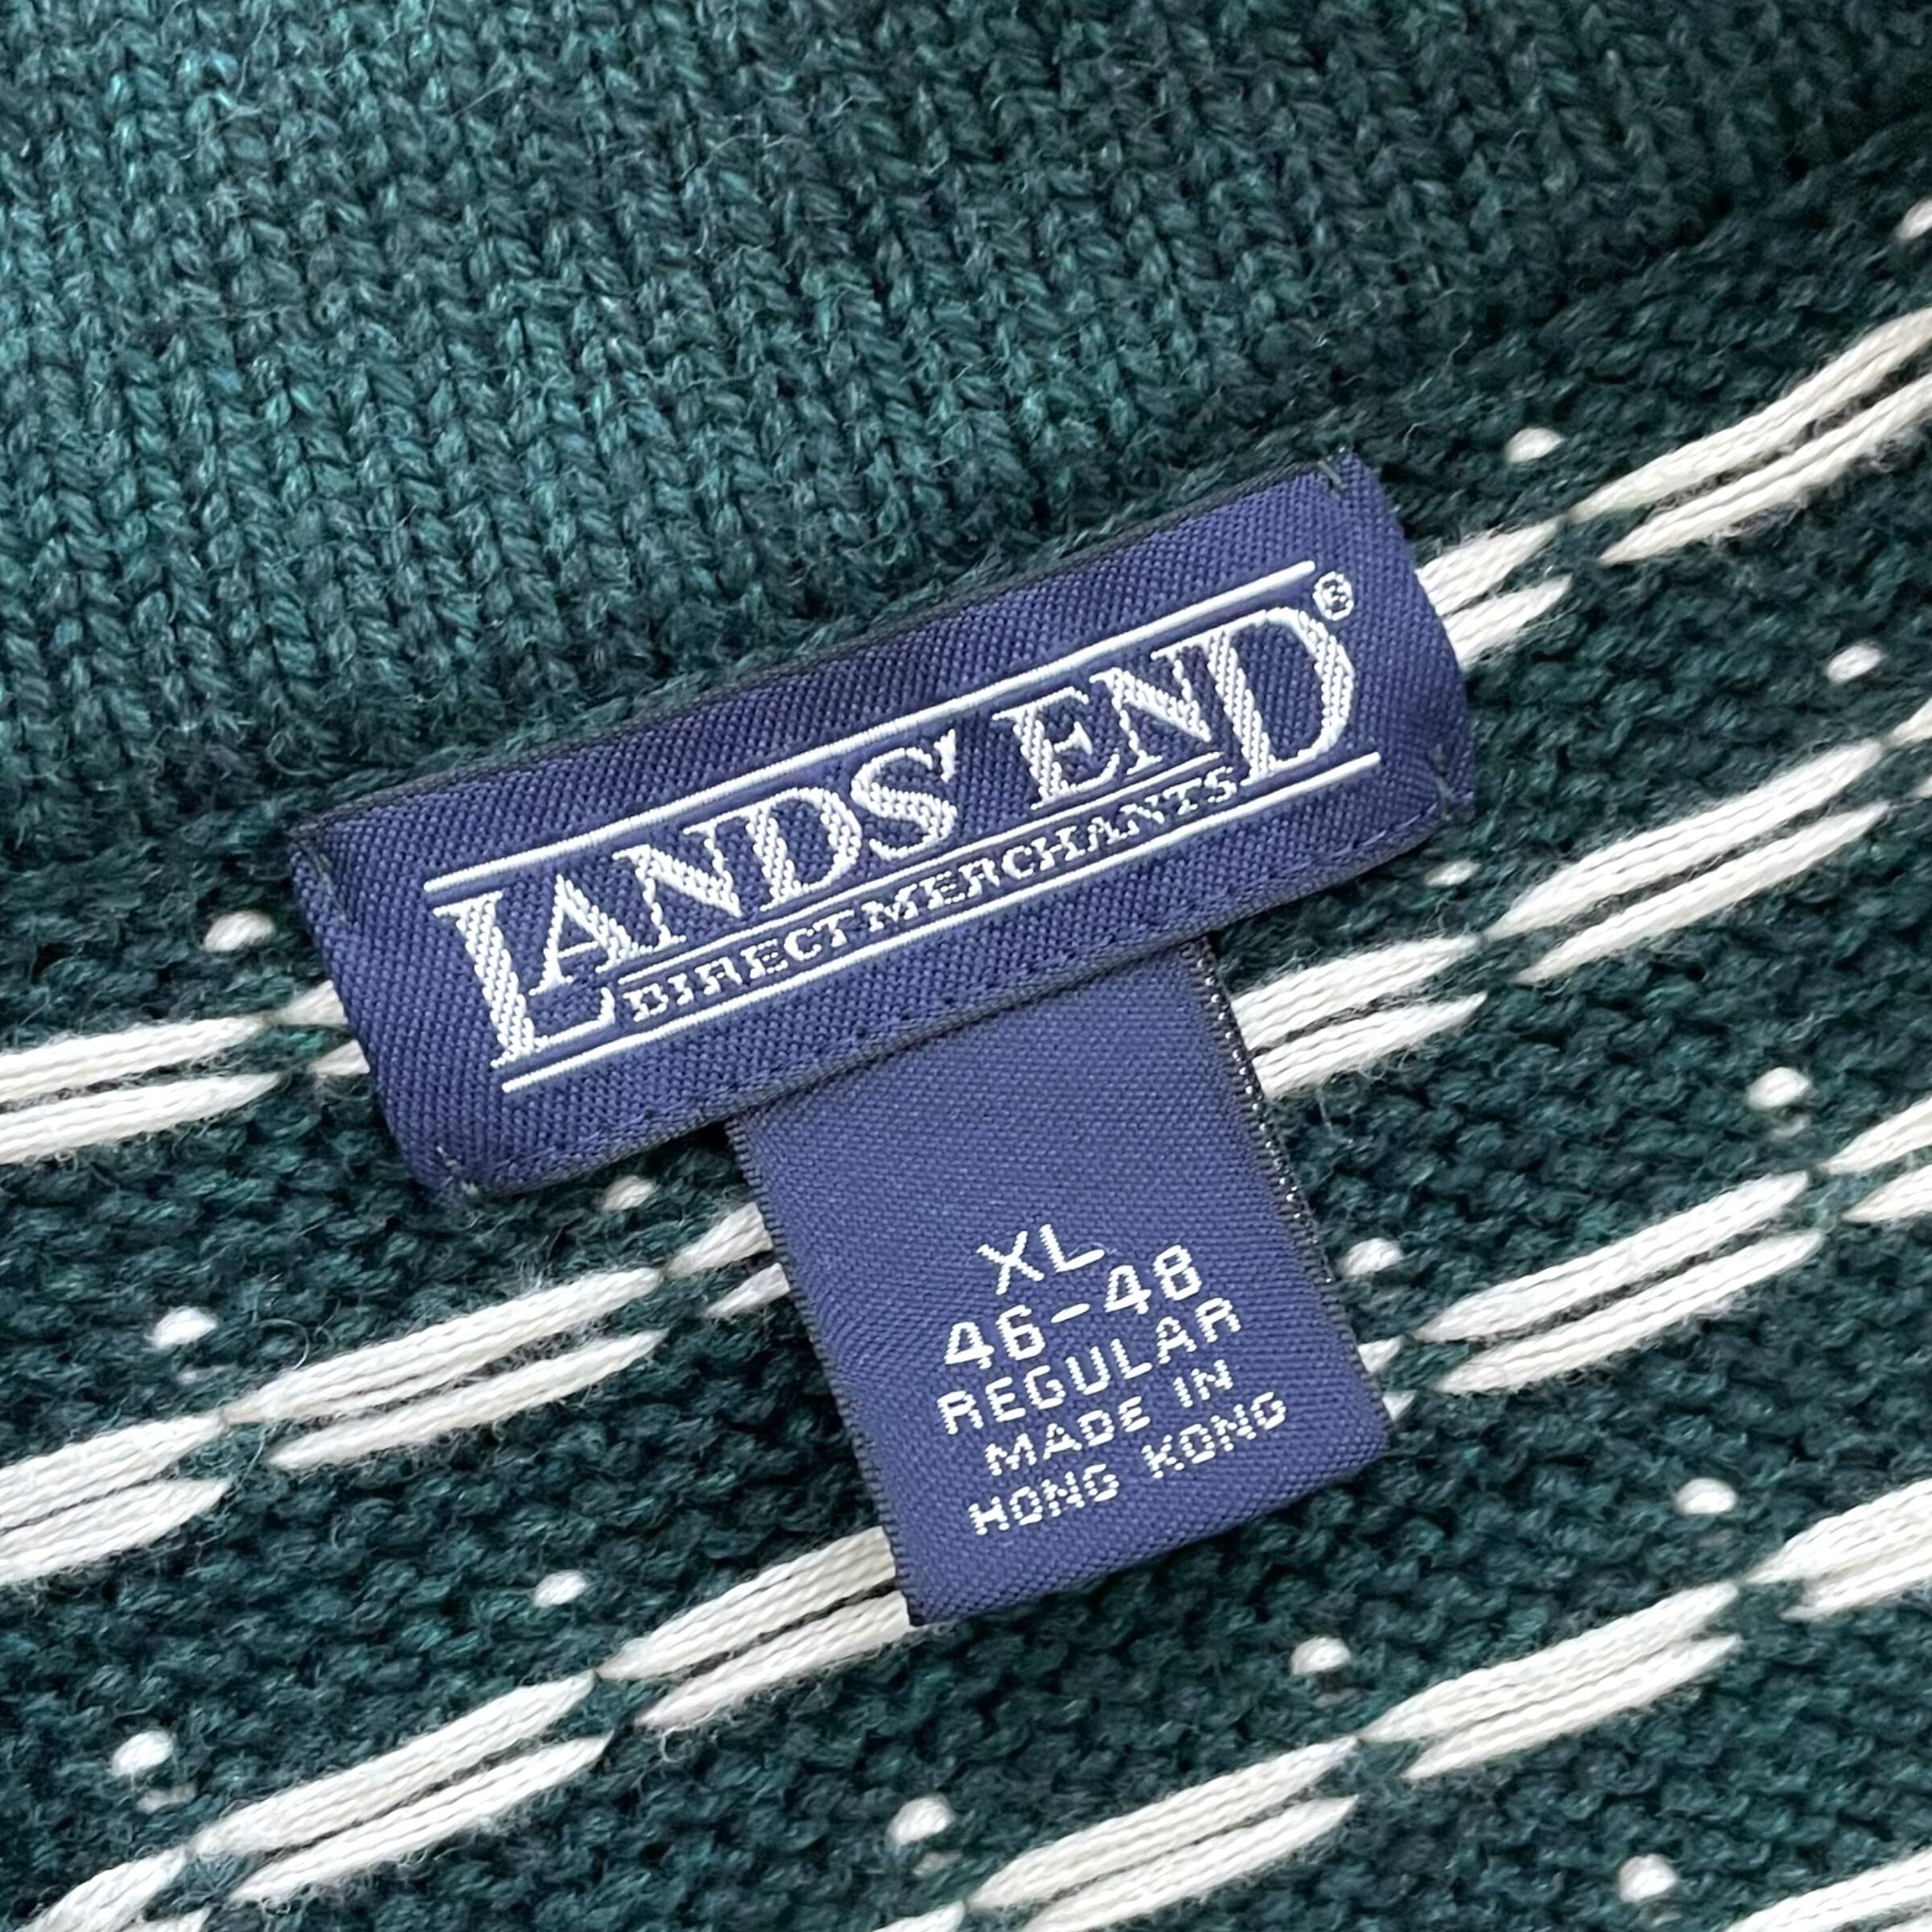 LANDS' END®
DIRECT MERCHANTS
XL
46-48
REGULAR
MADE IN
HONG KONG